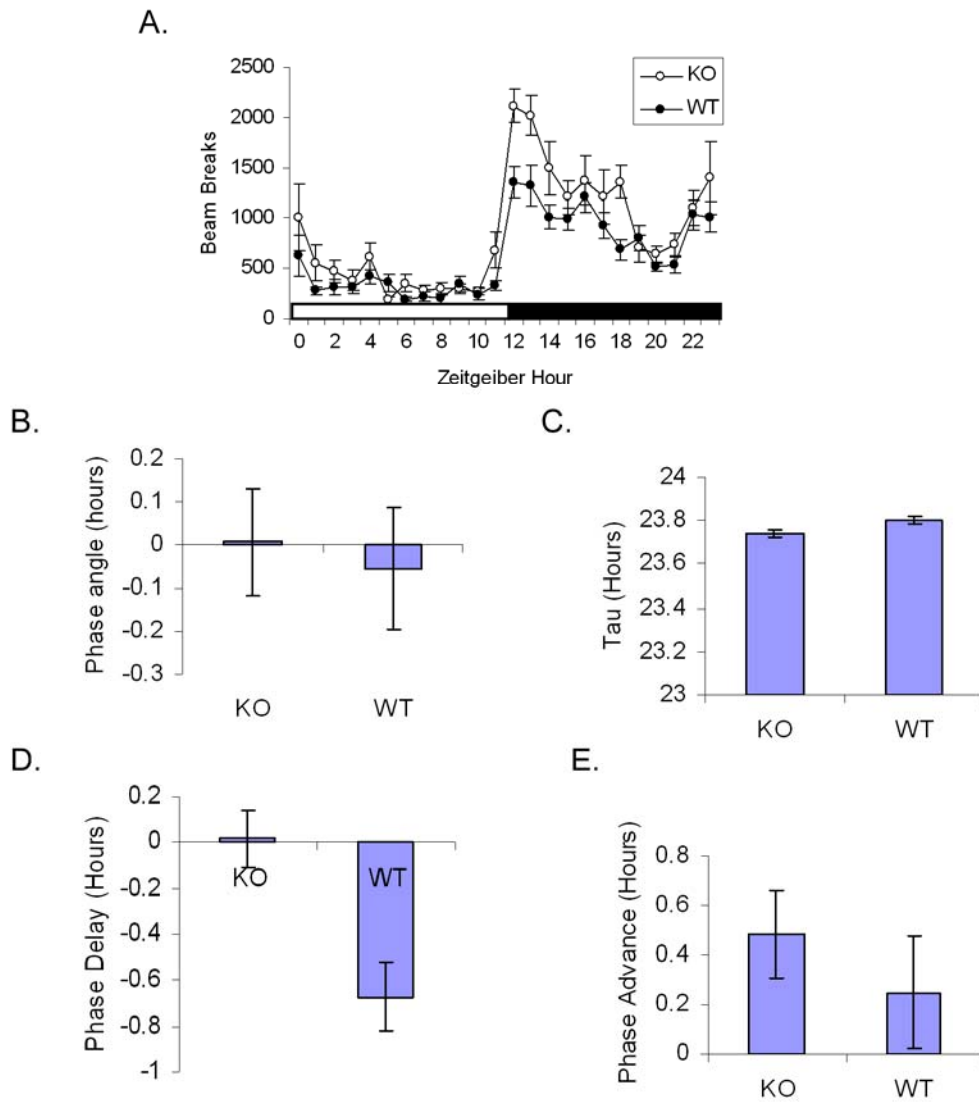 A.
2500
2000
1500
1000
500
0
Beam Breaks
KO
WT
0 2 4 6 8 10 12 14 16 18 20 22
Zeitgeiber Hour
B.
0.2
0.1
0
-0.1
-0.2
-0.3
Phase angle (hours)
KO WT
C.
24
23.8
23.6
23.4
23.2
23
Tau (Hours)
KO WT
D.
0.2
0
-0.2
-0.4
-0.6
-0.8
-1
Phase Delay (Hours)
KO WT
E.
0.8
0.6
0.4
0.2
0
Phase Advance (Hours)
KO WT